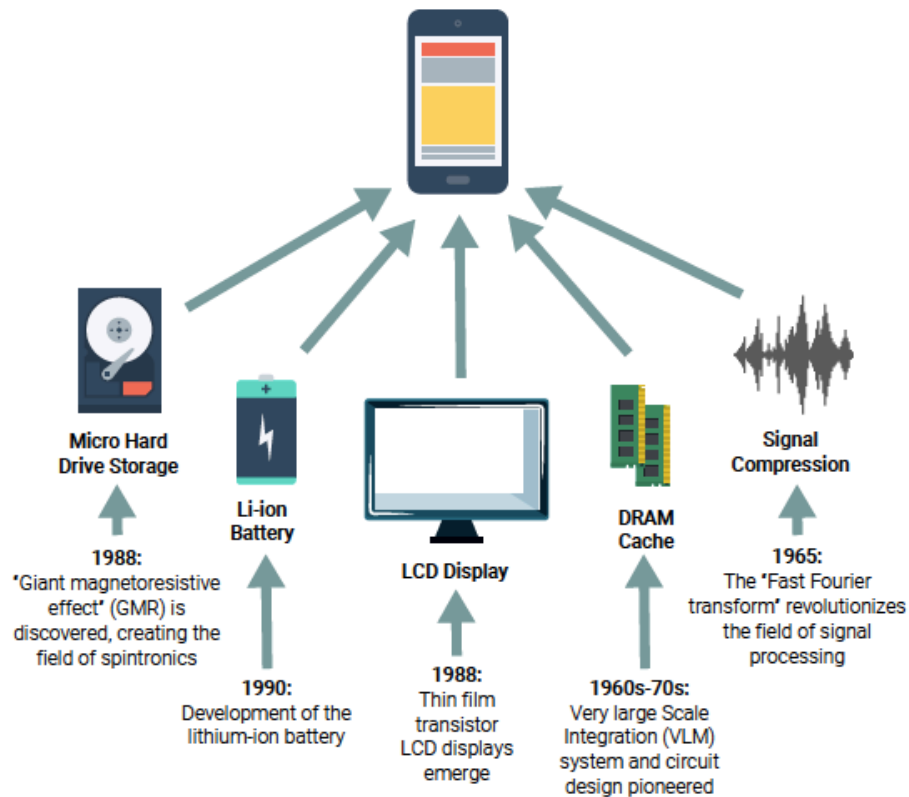 Micro Hard
Drive Storage
1988:
"Giant magnetoresistive
effect" (GMR) is
discovered, creating the
field of spintronics
Li-ion
Battery
1990:
Development of the
lithium-ion battery
LCD Display
1988:
Thin film
transistor
LCD displays
emerge
DRAM
Cache
1960s-70s:
Very large Scale
Integration (VLM)
system and circuit
design pioneered
Signal
Compression
1965:
The "Fast Fourier
transform" revolutionizes
the field of signal
processing